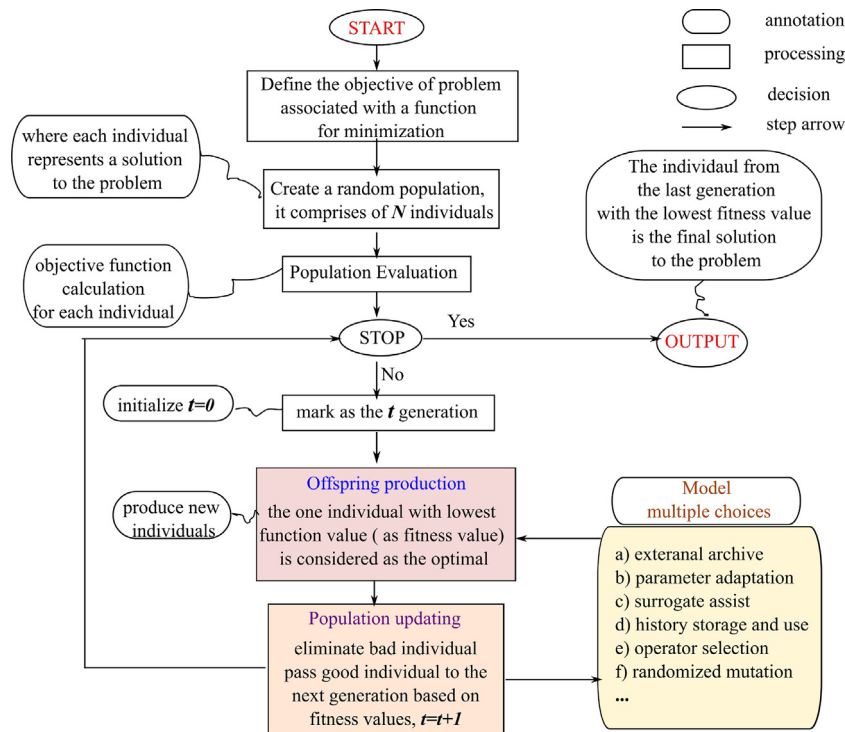 START
annotation
processing
decision
step arrow
Define the objective of problem
associated with a function
for minimization
where each individual
represents a solution
to the problem
Create a random population,
it comprises of N individuals
The individaul from
the last generation
with the lowest fitness value
is the final solution
to the problem
objective function
calculation
for each individual
Population Evaluation
STOP
Yes
OUTPUT
No
initialize t=0
mark as the t generation
Offspring production
the one individual with lowest
function value ( as fitness value)
is considered as the optimal
produce new
individuals
Model
multiple choices
a) exteranal archive
b) parameter adaptation
c) surrogate assist
d) history storage and use
e) operator selection
f) randomized mutation
...
Population updating
eliminate bad individual
pass good individual to the
next generation based on
fitness values, t=t+1